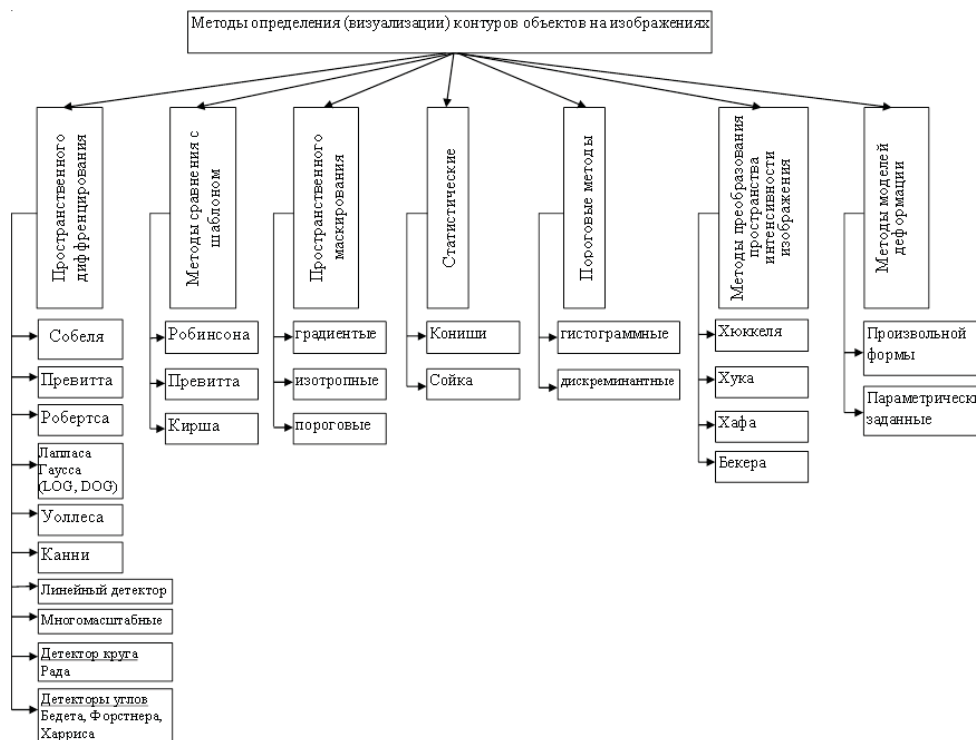 Методы определения (визуализации) контуров объектов на изображениях
Пространственного
диффренцирования
Собеля
Превитта
Робертса
Лапласа
Гаусса
(LOG, DOG)
Уоллеса
Канни
Линейный детектор
Многомасштабные
Детектор круга
Рада
Детекторы углов
Бедета, Форстнера,
Харриса
Методы сравнения с
шаблоном
Робинсона
Превитта
Кирша
Пространственного
маскирования
градиентые
изотропные
пороговые
Статистические
Кониши
Сойка
Пороговые методы
гистограммные
дискреминантные
Методы преобразования
пространства
интенсивности
изображения
Хюккеля
Хука
Хафа
Бекера
Методы моделей
деформации
Произвольной
формы
Параметрически
заданные